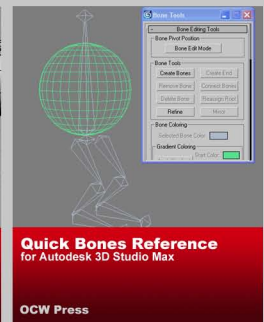 Bone Tools
Bone Editing Tools
Bone Pivot Position
Bone Edit Mode
Bone Tools
Create Bones Create End
Remove Bone Connect Bones
Delete Bone Reassign Root
Refine Mirror
Bone Coloring
Selected Bone Color
Gradient Coloring
Start Color
Quick Bones Reference
for Autodesk 3D Studio Max
OCW Press